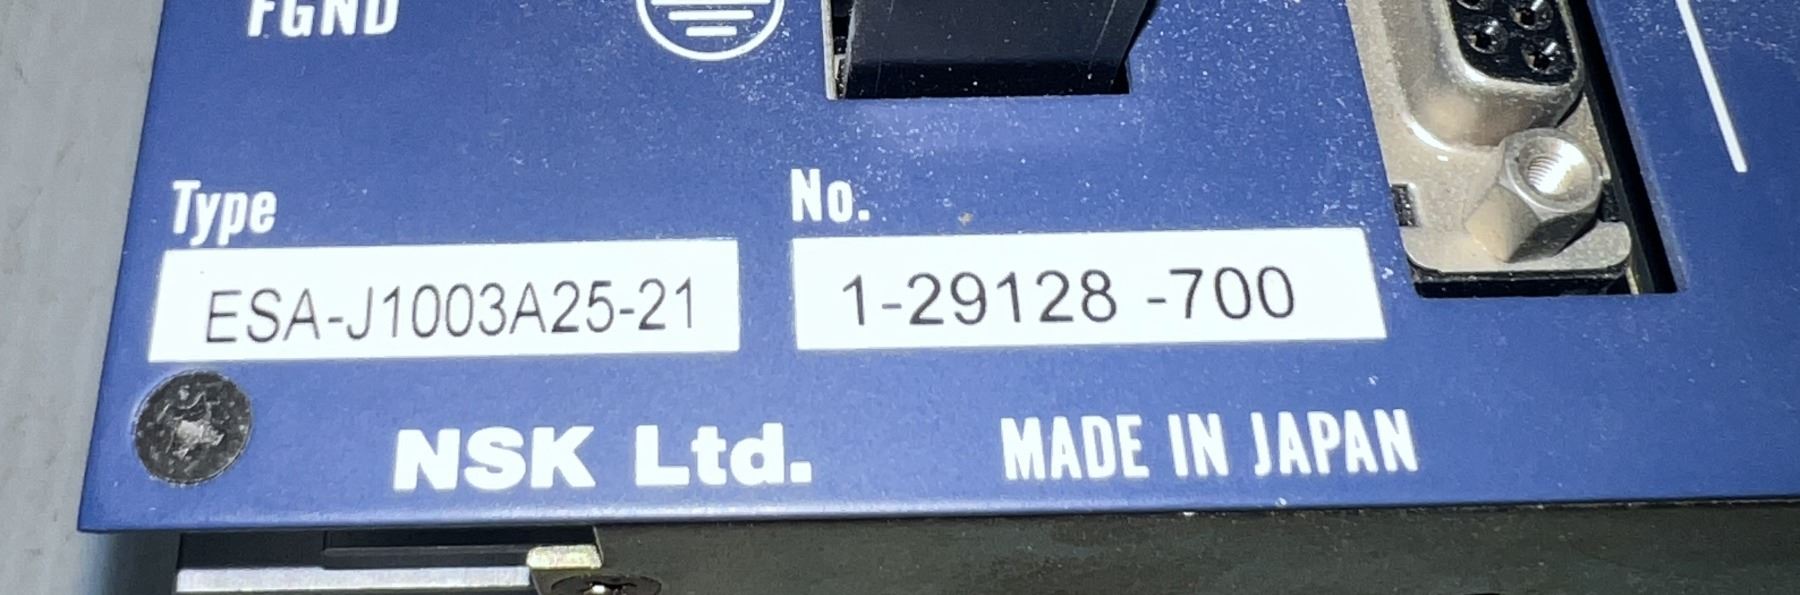 FGND
Type
No.
ESA-J1003A25-21
1-29128 -700
NSK Ltd.
MADE IN JAPAN